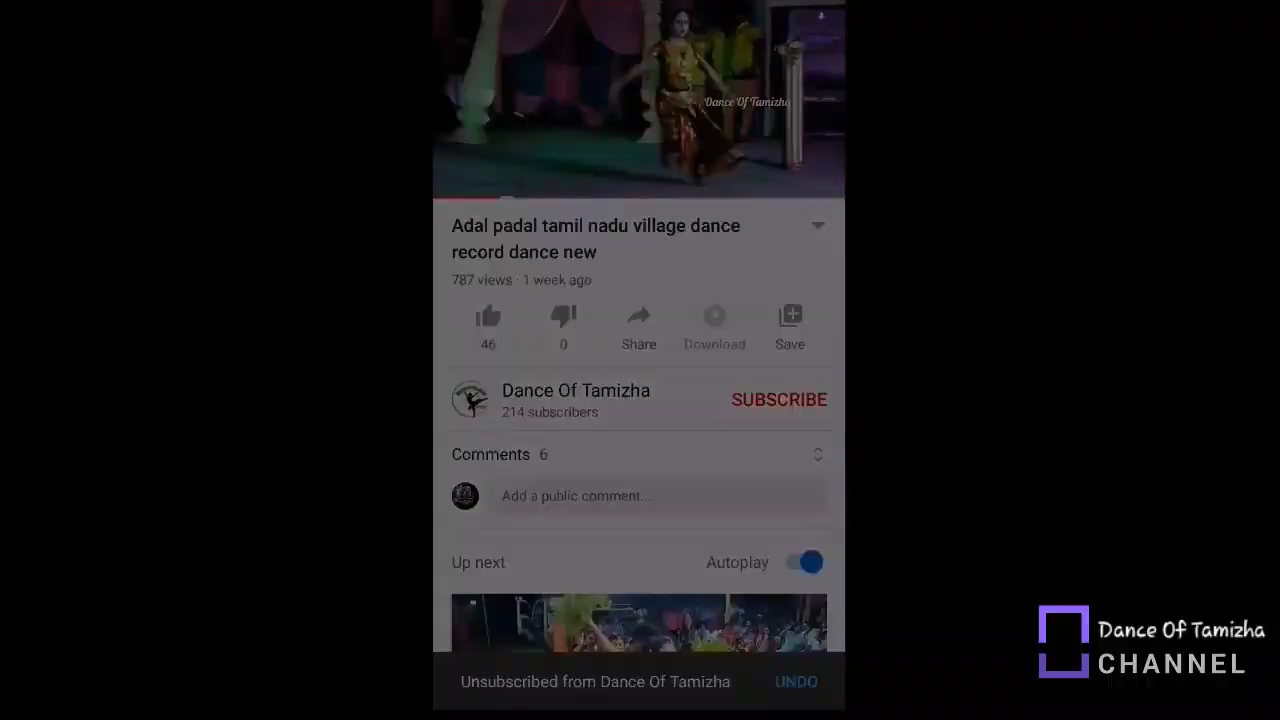 Dance Of Tamizha
Adal padal tamil nadu village dance
record dance new
787 views · 1 week ago
46
0
Share
Download
Save
Dance Of Tamizha
214 subscribers
SUBSCRIBE
Comments 6
Add a public comment...
Up next
Autoplay
Unsubscribed from Dance Of Tamizha
UNDO
Dance Of Tamizha
CHANNEL